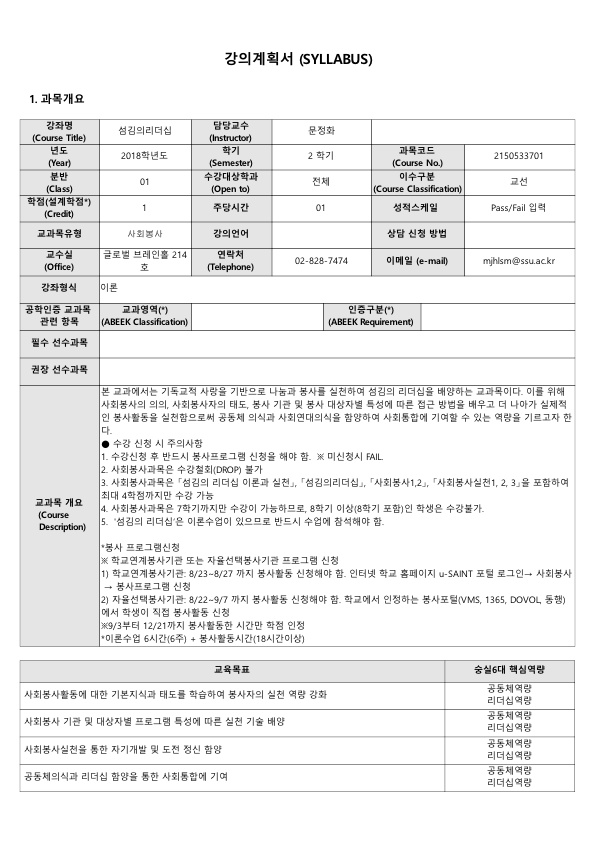 강의계획서 (SYLLABUS)
1. 과목개요
강좌명
(Course Title)
섬김의리더십
담당교수
(Instructor)
문정화
년도
(Year)
2018학년도
학기
(Semester)
2 학기
과목코드
(Course No.)
2150533701
분반
(Class)
01
수강대상학과
(Open to)
전체
이수구분
(Course Classification)
교선
학점(설계학점*)
(Credit)
1
주당시간
01
성적스케일
Pass/Fail 입력
교과목유형
사회봉사
강의언어
상담 신청 방법
교수실
(Office)
글로벌 브레인홀 214
호
연락처
(Telephone)
02-828-7474
이메일 (e-mail)
mjhlsm@ssu.ac.kr
강좌형식
이론
공학인증 교과목
관련 항목
교과영역(*)
(ABEEK Classification)
인증구분(*)
(ABEEK Requirement)
필수 선수과목
권장 선수과목
교과목 개요
(Course
Description)
본 교과에서는 기독교적 사랑을 기반으로 나눔과 봉사를 실천하여 섬김의 리더십을 배양하는 교과목이다. 이를 위해
사회봉사의 의의, 사회봉사자의 태도, 봉사 기관 및 봉사 대상자별 특성에 따른 접근 방법을 배우고 더 나아가 실제적
인 봉사활동을 실천함으로써 공동체 의식과 사회연대의식을 함양하여 사회통합에 기여할 수 있는 역량을 기르고자 한
다.
● 수강 신청 시 주의사항
1. 수강신청 후 반드시 봉사프로그램 신청을 해야 함. ※ 미신청시 FAIL.
2. 사회봉사과목은 수강철회(DROP) 불가
3. 사회봉사과목은 「섬김의 리더십 이론과 실천」, 「섬김의리더십」, 「사회봉사1,2」, 「사회봉사실천1, 2, 3」을 포함하여
최대 4학점까지만 수강 가능
4. 사회봉사과목은 7학기까지만 수강이 가능하므로, 8학기 이상(8학기 포함)인 학생은 수강불가.
5. '섬김의 리더십'은 이론수업이 있으므로 반드시 수업에 참석해야 함.
*봉사 프로그램신청
※ 학교연계봉사기관 또는 자율선택봉사기관 프로그램 신청
1) 학교연계봉사기관: 8/23~8/27 까지 봉사활동 신청해야 함. 인터넷 학교 홈페이지 u-SAINT 포털 로그인→ 사회봉사
→ 봉사프로그램 신청
2) 자율선택봉사기관: 8/22~9/7 까지 봉사활동 신청해야 함. 학교에서 인정하는 봉사포털(VMS, 1365, DOVOL, 동행)
에서 학생이 직접 봉사활동 신청
※9/3부터 12/21까지 봉사활동한 시간만 학점 인정
*이론수업 6시간(6주) + 봉사활동시간(18시간이상)
교육목표
숭실6대 핵심역량
사회봉사활동에 대한 기본지식과 태도를 학습하여 봉사자의 실천 역량 강화
공동체역량
리더십역량
사회봉사 기관 및 대상자별 프로그램 특성에 따른 실천 기술 배양
공동체역량
리더십역량
사회봉사실천을 통한 자기개발 및 도전 정신 함양
공동체역량
리더십역량
공동체의식과 리더십 함양을 통한 사회통합에 기여
공동체역량
리더십역량